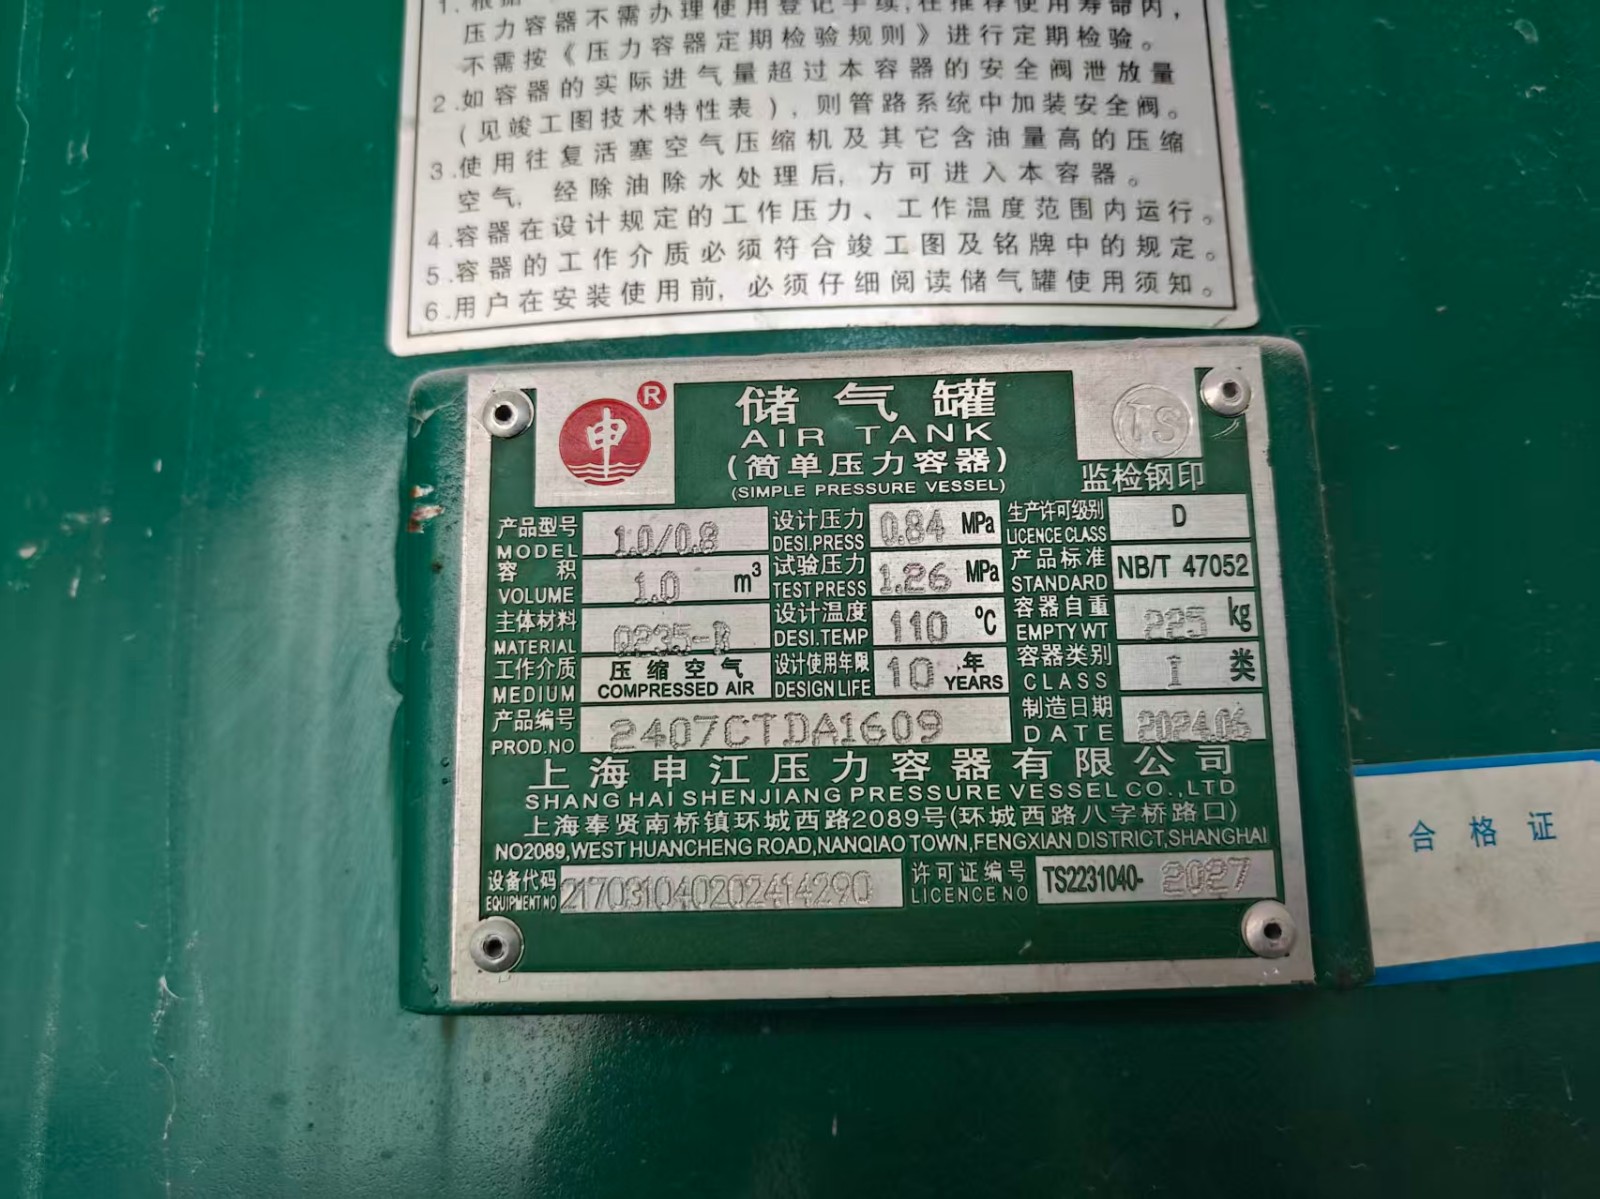 1.根据
压力容器不需办理使用登记手续,在推荐使用寿命内,
不需按《压力容器定期检验规则》进行定期检验。
2.如容器的实际进气量超过本容器的安全阀泄放量
(见竣工图技术特性表),则管路系统中加装安全阀。
3.使用往复活塞空气压缩机及其它含油量高的压缩
空气,经除油除水处理后,方可进入本容器。
4.容器在设计规定的工作压力、工作温度范围内运行。
5.容器的工作介质必须符合竣工图及铭牌中的规定。
6.用户在安装使用前,必须仔细阅读储气罐使用须知。
申 ®
储气罐
AIR TANK
(简单压力容器)
(SIMPLE PRESSURE VESSEL)
TS
监检钢印
产品型号 1.0/0.8 设计压力 0.84 MPa 生产许可级别 D
MODEL DESI.PRESS LICENCE CLASS
容积 1.0 m³ 试验压力 1.26 MPa 产品标准 NB/T 47052
VOLUME TEST PRESS STANDARD
主体材料 Q235-B 设计温度 110 ℃ 容器自重 225 kg
MATERIAL DESI.TEMP EMPTY WT
工作介质 压缩空气 设计使用年限 10 年 容器类别 I 类
MEDIUM COMPRESSED AIR DESIGN LIFE YEARS CLASS
产品编号 2407CTDA1609 制造日期 2024.06
PROD.NO DATE
上海申江压力容器有限公司
SHANG HAI SHENJIANG PRESSURE VESSEL CO.,LTD
上海奉贤南桥镇环城西路2089号(环城西路八字桥路口)
NO2089,WEST HUANCHENG ROAD,NANQIAO TOWN,FENGXIAN DISTRICT,SHANGHAI
设备代码 217031040202414290 许可证编号 TS2231040-2027
EQUIPMENT NO LICENCE NO
合格证